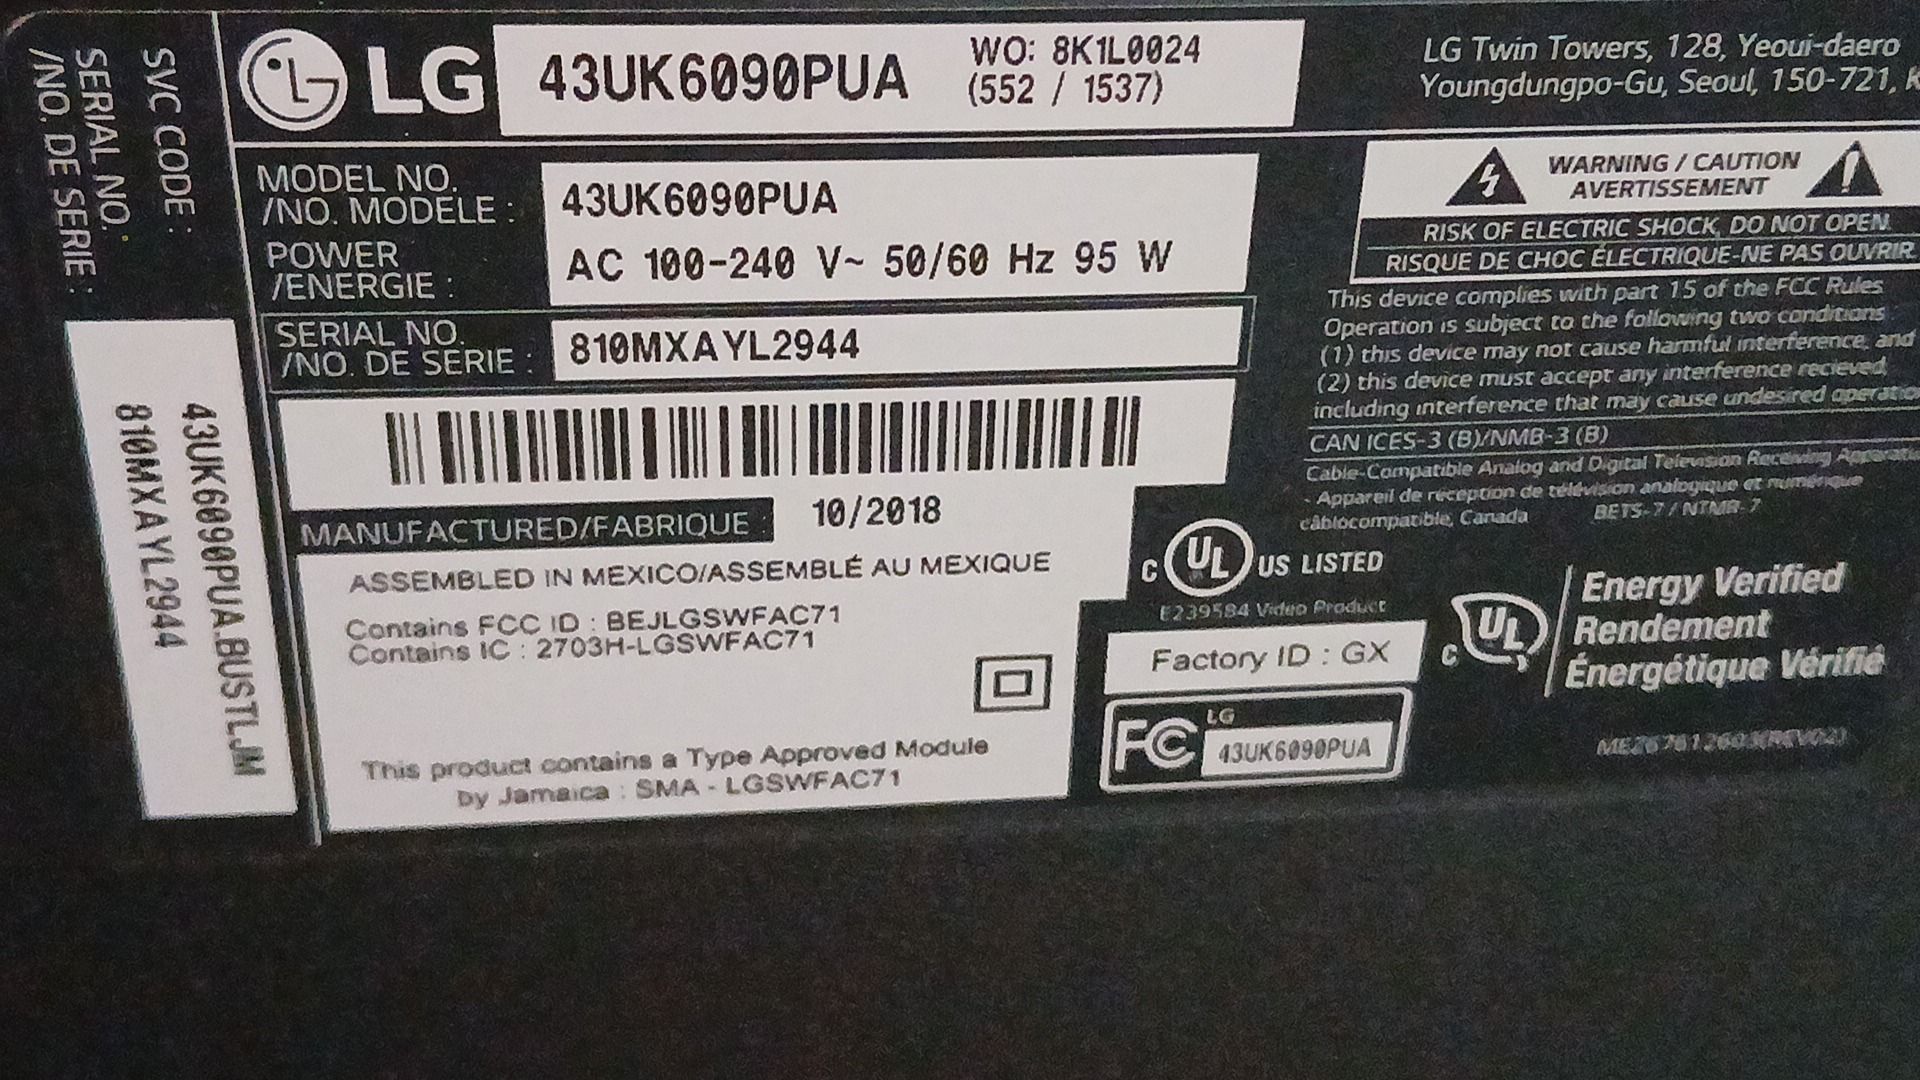 SVC CODE :
SERIAL NO.
/NO. DE SERIE :
43UK6090PUA.BUSTLJM
810MXAYL2944
LG
43UK6090PUA
WO: 8K1L0024
(552 / 1537)
LG Twin Towers, 128, Yeoui-daero
Youngdungpo-Gu, Seoul, 150-721, K
MODEL NO.
/NO. MODÈLE :
43UK6090PUA
POWER
/ÉNERGIE :
AC 100-240 V~ 50/60 Hz 95 W
SERIAL NO.
/NO. DE SERIE :
810MXAYL2944
MANUFACTURED/FABRIQUE :
10/2018
ASSEMBLED IN MEXICO/ASSEMBLÉ AU MEXIQUE
Contains FCC ID : BEJLGSWFAC71
Contains IC : 2703H-LGSWFAC71
This product contains a Type Approved Module
by Jamaica : SMA - LGSWFAC71
WARNING / CAUTION
AVERTISSEMENT
RISK OF ELECTRIC SHOCK, DO NOT OPEN.
RISQUE DE CHOC ÉLECTRIQUE-NE PAS OUVRIR
This device complies with part 15 of the FCC Rules
Operation is subject to the following two conditions :
(1) this device may not cause harmful interference, and
(2) this device must accept any interference recieved,
including interference that may cause undesired operation
CAN ICES-3 (B)/NMB-3 (B)
Cable-Compatible Analog and Digital Television Receiving
- Appareil de réception de télévision analogique et numérique
câblocompatible, Canada
BETS-7 / NTMR-7
C UL US LISTED
E239584 Video Product
Factory ID : GX
FC LG
43UK6090PUA
C UL
Energy Verified
Rendement
Énergétique Vérifié